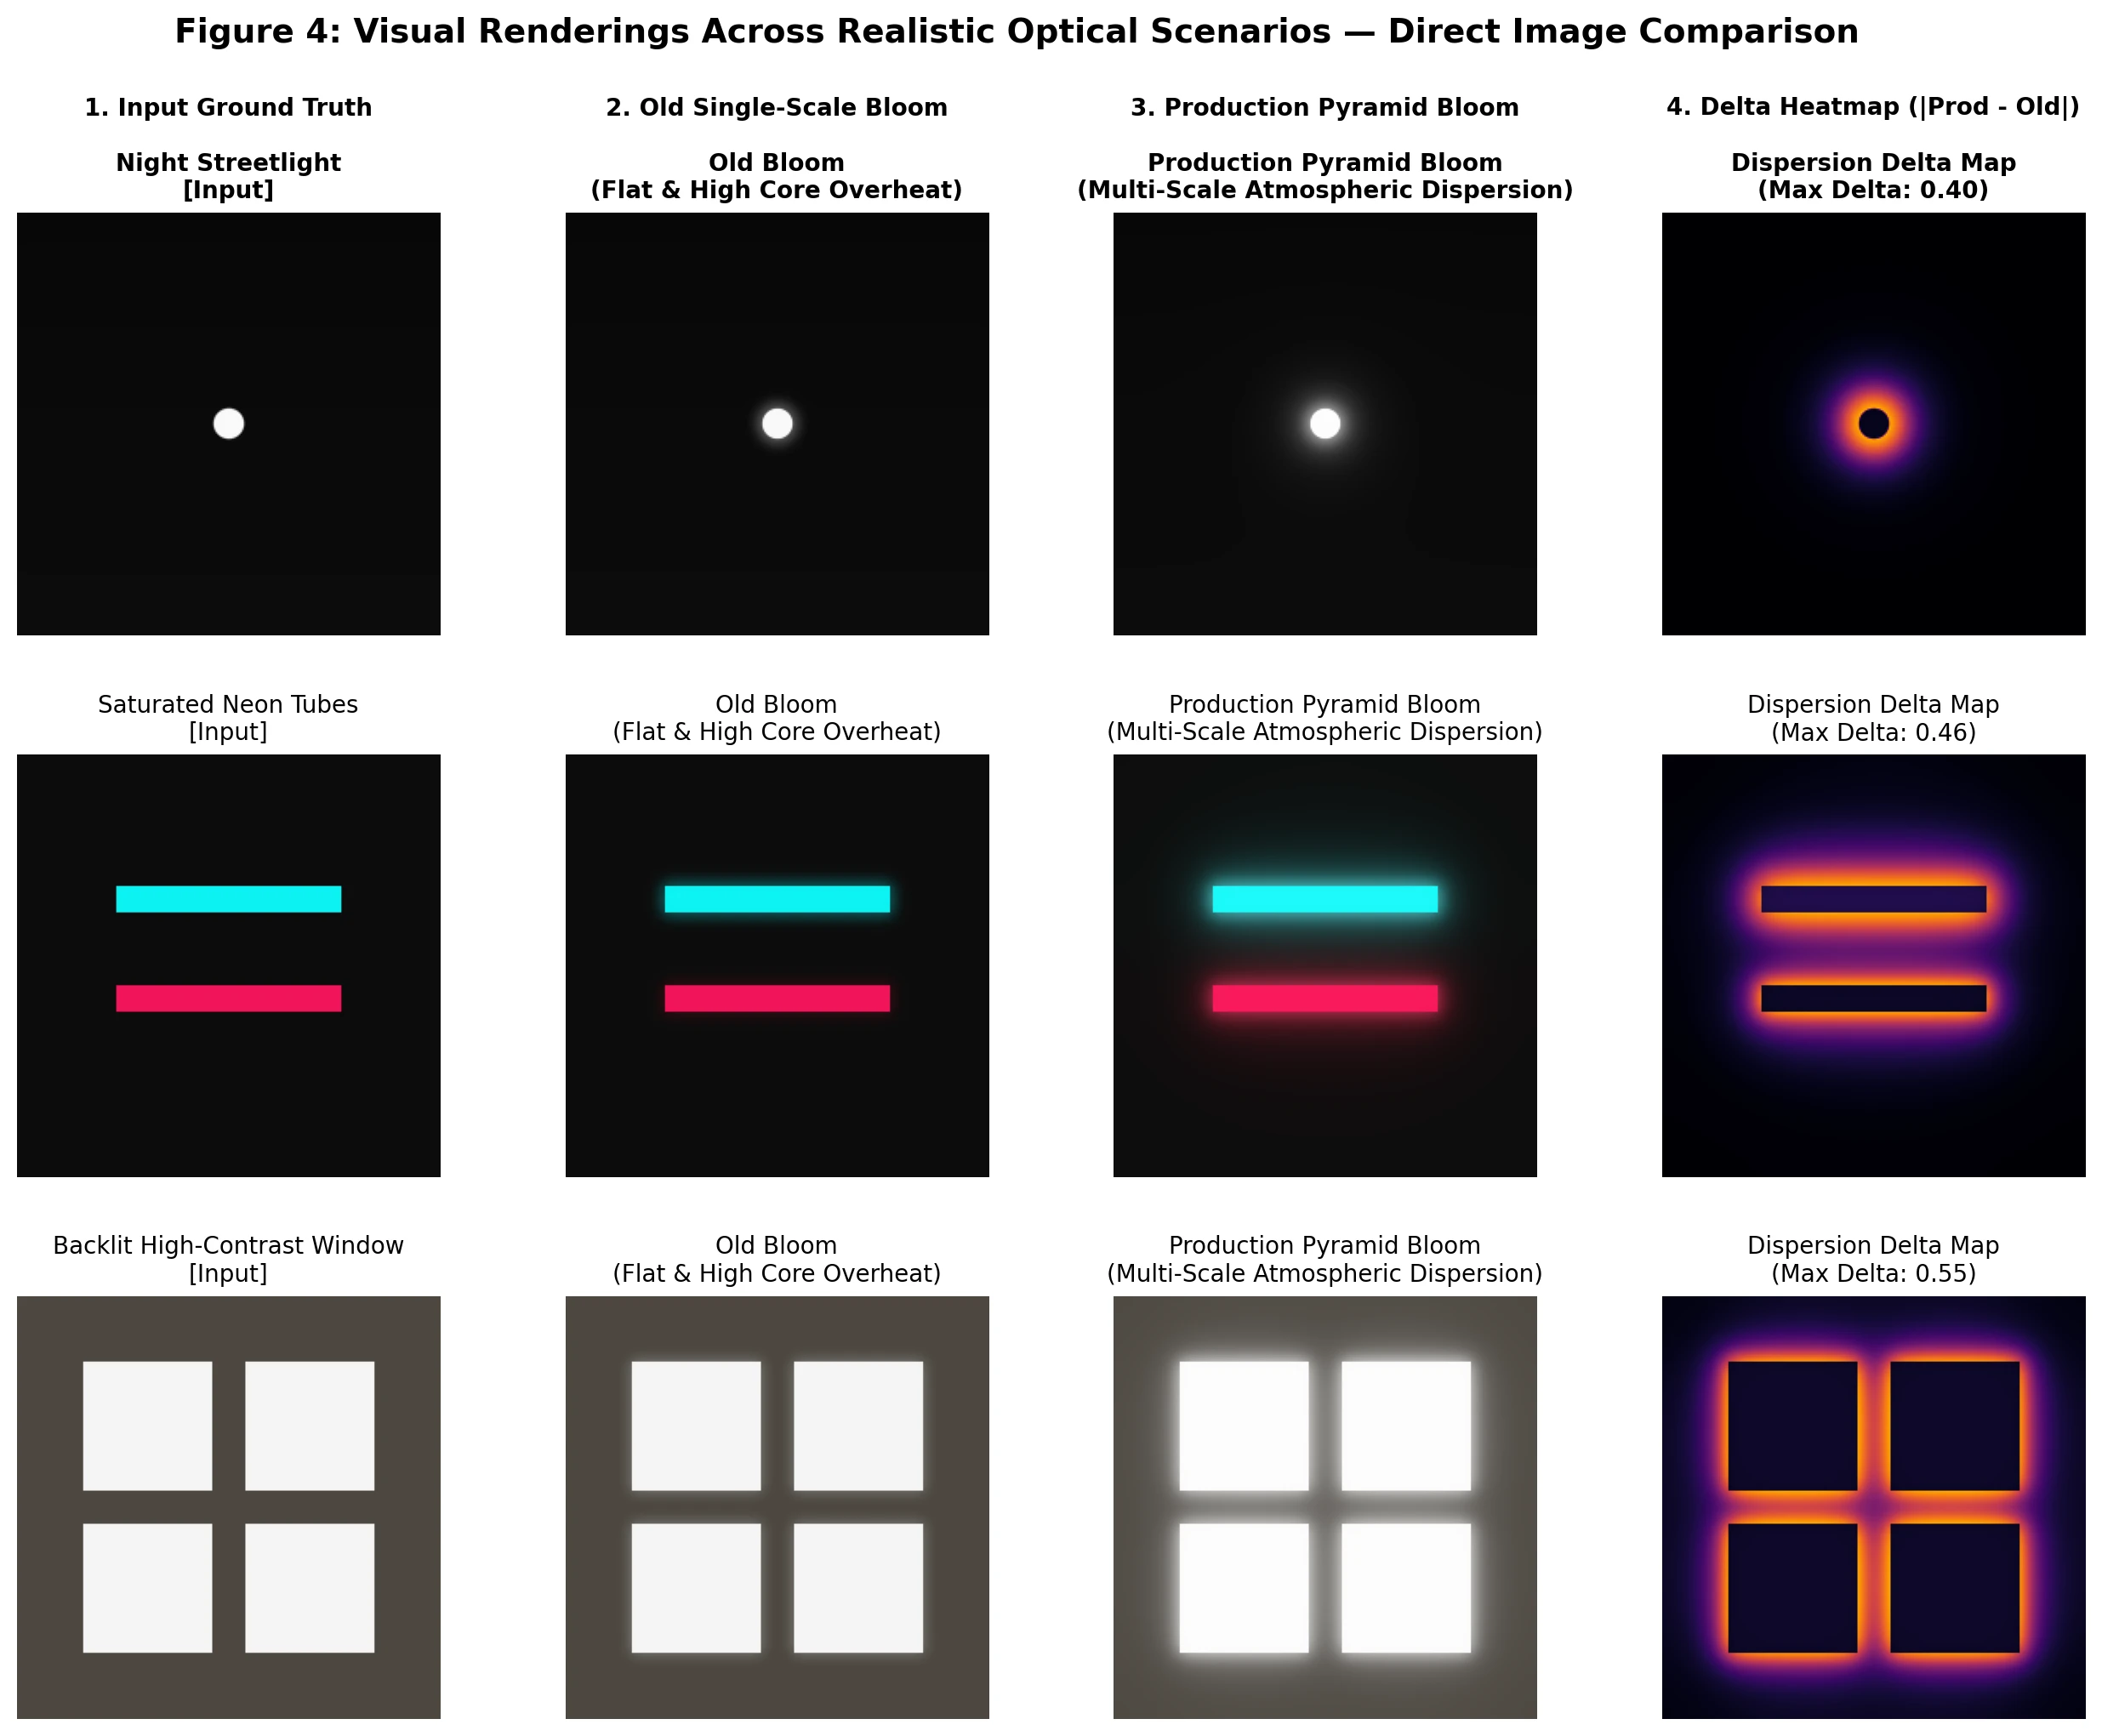 Figure 4: Visual Renderings Across Realistic Optical Scenarios — Direct Image Comparison
1. Input Ground Truth
Night Streetlight
[Input]
2. Old Single-Scale Bloom
Old Bloom
(Flat & High Core Overheat)
3. Production Pyramid Bloom
Production Pyramid Bloom
(Multi-Scale Atmospheric Dispersion)
4. Delta Heatmap (|Prod - Old|)
Dispersion Delta Map
(Max Delta: 0.40)
Saturated Neon Tubes
[Input]
Old Bloom
(Flat & High Core Overheat)
Production Pyramid Bloom
(Multi-Scale Atmospheric Dispersion)
Dispersion Delta Map
(Max Delta: 0.46)
Backlit High-Contrast Window
[Input]
Old Bloom
(Flat & High Core Overheat)
Production Pyramid Bloom
(Multi-Scale Atmospheric Dispersion)
Dispersion Delta Map
(Max Delta: 0.55)